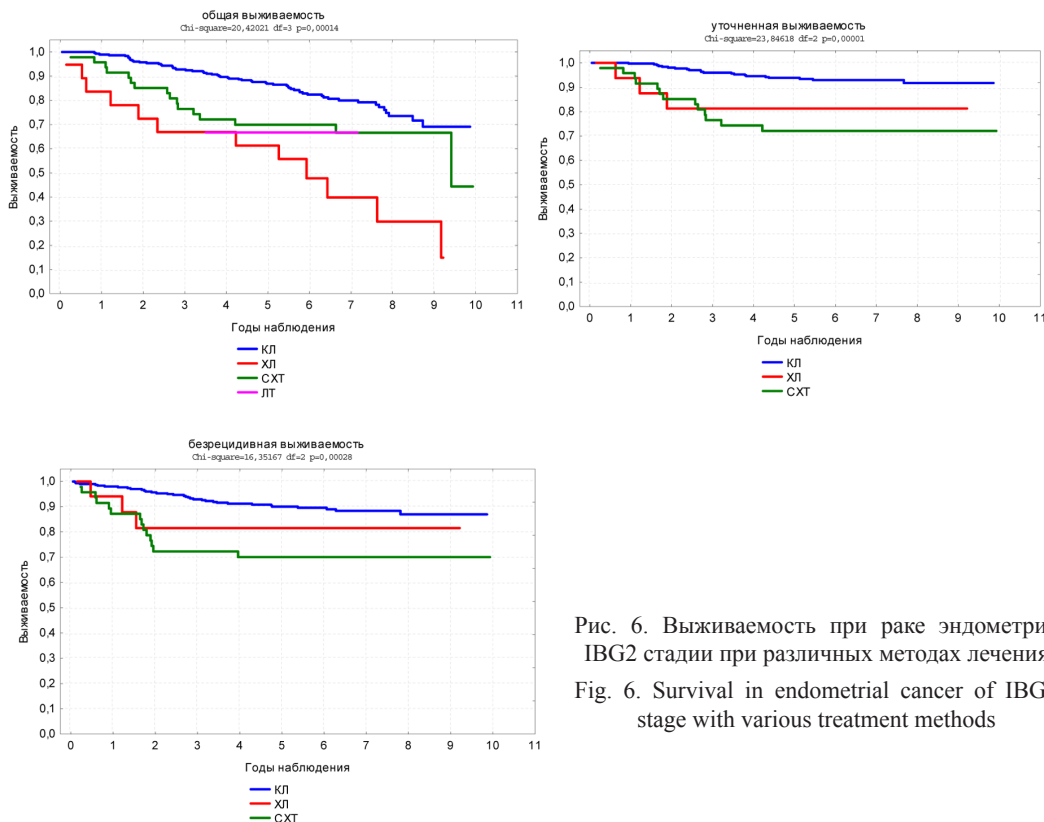 общая выживаемость
Chi-square=20,42021 df=3 p=0,00014
1,0
0,9
0,8
0,7
0,6
0,5
0,4
0,3
0,2
0,1
0,0
Выживаемость
0 1 2 3 4 5 6 7 8 9 10 11
Годы наблюдения
КЛ
ХЛ
СХТ
ЛТ
уточненная выживаемость
Chi-square=23,84618 df=2 p=0,00001
1,0
0,9
0,8
0,7
0,6
0,5
0,4
0,3
0,2
0,1
0,0
Выживаемость
0 1 2 3 4 5 6 7 8 9 10 11
Годы наблюдения
КЛ
ХЛ
СХТ
безрецидивная выживаемость
Chi-square=16,35167 df=2 p=0,00028
1,0
0,9
0,8
0,7
0,6
0,5
0,4
0,3
0,2
0,1
0,0
Выживаемость
0 1 2 3 4 5 6 7 8 9 10 11
Годы наблюдения
КЛ
ХЛ
СХТ
Рис. 6. Выживаемость при раке эндометри
IBG2 стадии при различных методах лечения
Fig. 6. Survival in endometrial cancer of IBG
stage with various treatment methods